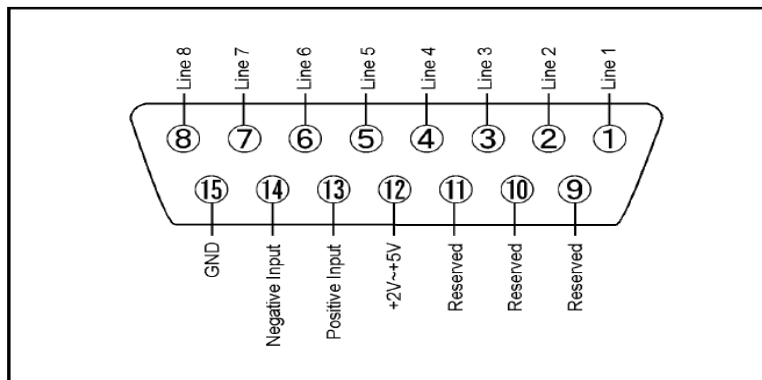 Line 8
Line 7
Line 6
Line 5
Line 4
Line 3
Line 2
Line 1
8
7
6
5
4
3
2
1
15
14
13
12
11
10
9
GND
Negative Input
Positive Input
+2V~+5V
Reserved
Reserved
Reserved